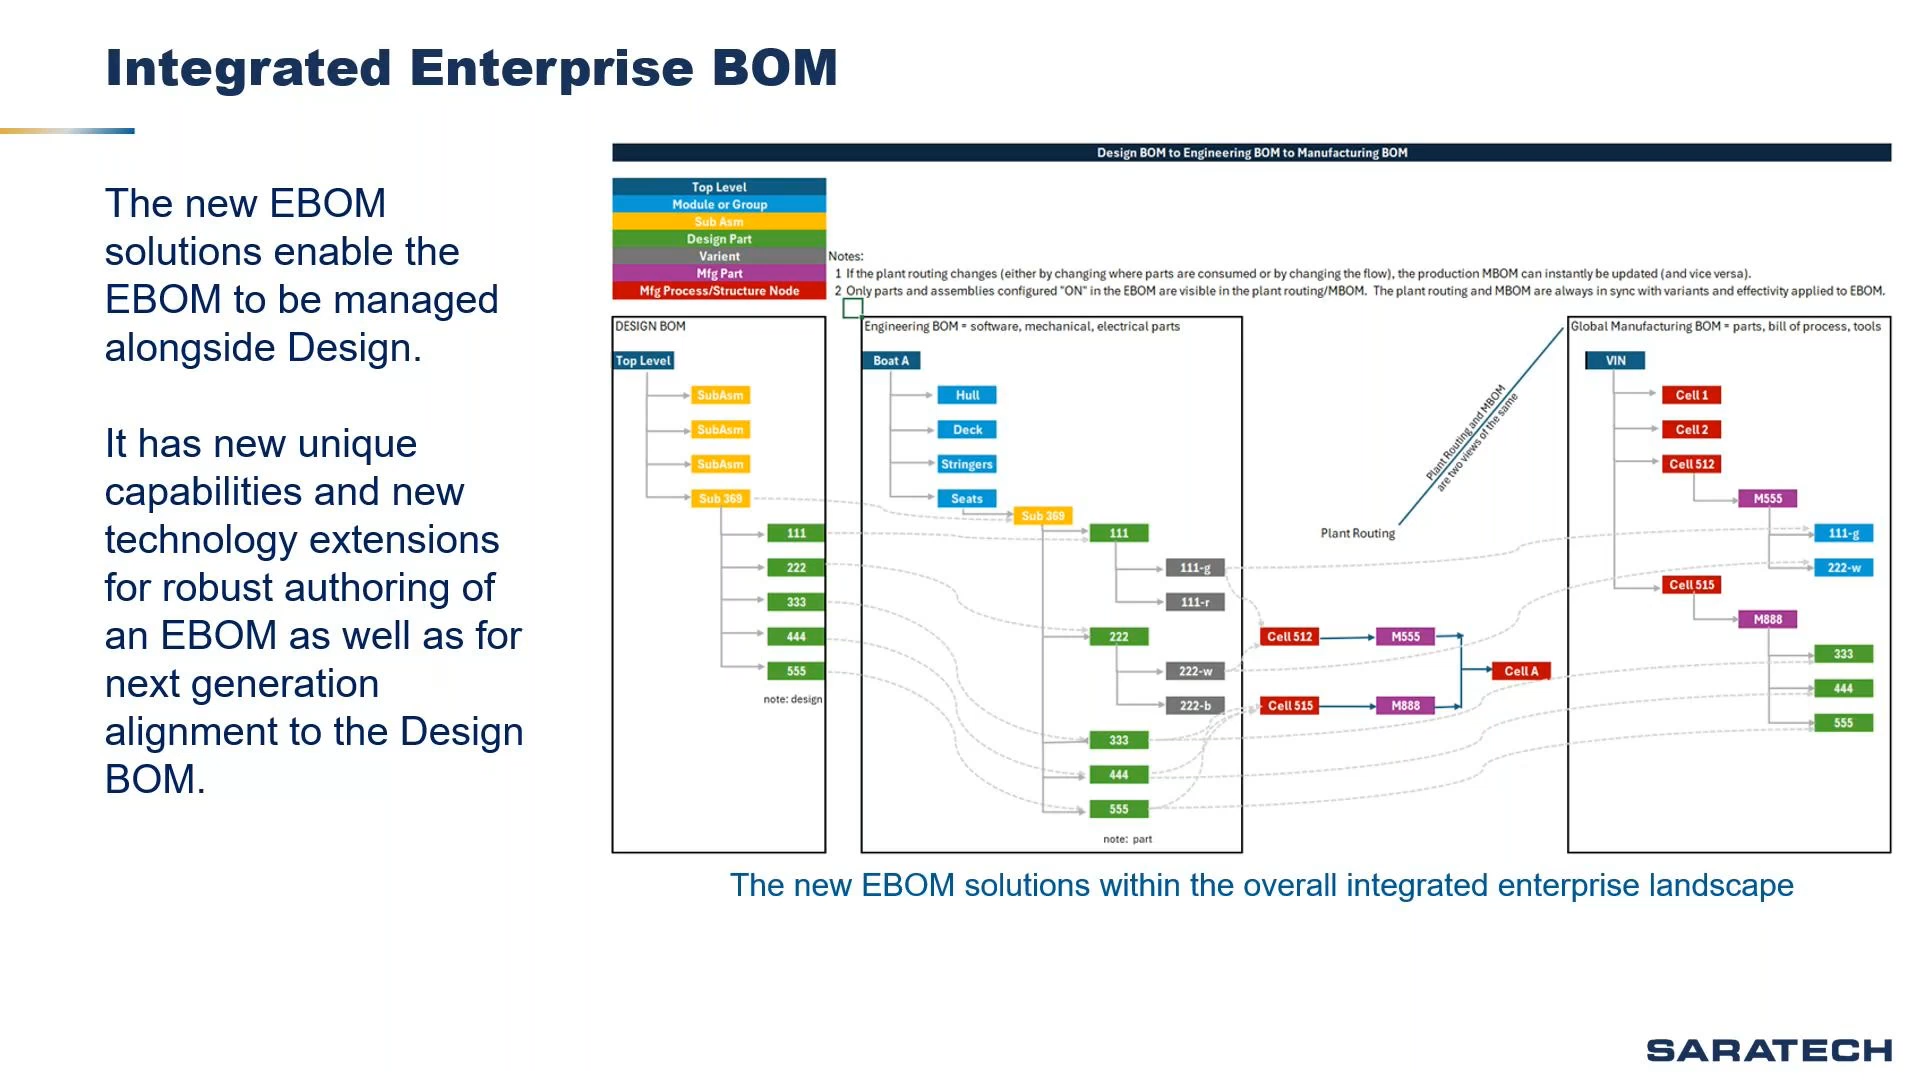 Integrated Enterprise BOM
The new EBOM
solutions enable the
EBOM to be managed
alongside Design.
It has new unique
capabilities and new
technology extensions
for robust authoring of
an EBOM as well as for
next generation
alignment to the Design
BOM.
Design BOM to Engineering BOM to Manufacturing BOM
Top Level
Module or Group
Sub Asm
Design Part
Varient
Mfg Part
Mfg Process/Structure Node
Notes:
1 If the plant routing changes (either by changing where parts are consumed or by changing the flow), the production MBOM can instantly be updated (and vice versa).
2 Only parts and assemblies configured "ON" in the EBOM are visible in the plant routing/MBOM. The plant routing and MBOM are always in sync with variants and effectivity applied to EBOM.
DESIGN BOM
Top Level
SubAsm
SubAsm
SubAsm
Sub 369
111
222
333
444
555
note: design
Engineering BOM = software, mechanical, electrical parts
Boat A
Hull
Deck
Stringers
Seats
Sub 369
111
111-g
111-r
222
222-w
222-b
333
444
555
note: part
Plant Routing and MBOM
are two views of the same
Plant Routing
Cell 512
M555
Cell A
Cell 515
M888
Global Manufacturing BOM = parts, bill of process, tools
VIN
Cell 1
Cell 2
Cell 512
M555
111-g
222-w
Cell 515
M888
333
444
555
The new EBOM solutions within the overall integrated enterprise landscape
SARATECH